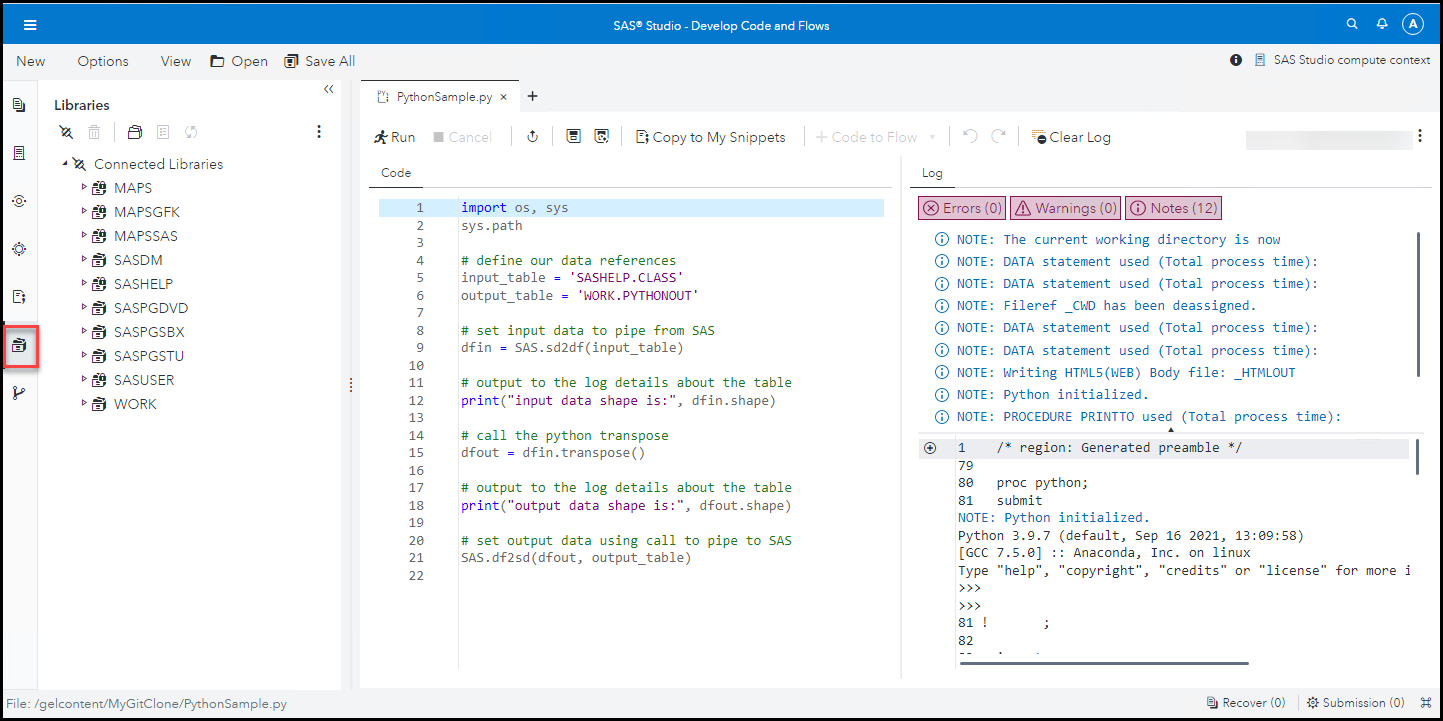 SAS® Studio - Develop Code and Flows
A
New Options View Open Save All
SAS Studio compute context
Libraries
Connected Libraries
MAPS
MAPSGFK
MAPSSAS
SASDM
SASHELP
SASPGDVD
SASPGSBX
SASPGSTU
SASUSER
WORK
PythonSample.py × +
Run Cancel Copy to My Snippets Code to Flow Clear Log
Code
1 import os, sys
2 sys.path
3
4 # define our data references
5 input_table = 'SASHELP.CLASS'
6 output_table = 'WORK.PYTHONOUT'
7
8 # set input data to pipe from SAS
9 dfin = SAS.sd2df(input_table)
10
11 # output to the log details about the table
12 print("input data shape is:", dfin.shape)
13
14 # call the python transpose
15 dfout = dfin.transpose()
16
17 # output to the log details about the table
18 print("output data shape is:", dfout.shape)
19
20 # set output data using call to pipe to SAS
21 SAS.df2sd(dfout, output_table)
22
Log
Errors (0) Warnings (0) Notes (12)
NOTE: The current working directory is now
NOTE: DATA statement used (Total process time):
NOTE: DATA statement used (Total process time):
NOTE: Fileref _CWD has been deassigned.
NOTE: DATA statement used (Total process time):
NOTE: DATA statement used (Total process time):
NOTE: Writing HTML5(WEB) Body file: _HTMLOUT
NOTE: Python initialized.
NOTE: PROCEDURE PRINTTO used (Total process time):
1 /* region: Generated preamble */
79
80 proc python;
81 submit
NOTE: Python initialized.
Python 3.9.7 (default, Sep 16 2021, 13:09:58)
[GCC 7.5.0] :: Anaconda, Inc. on linux
Type "help", "copyright", "credits" or "license" for more i
>>>
>>>
81 ! ;
82
File: /gelcontent/MyGitClone/PythonSample.py
Recover (0) Submission (0)